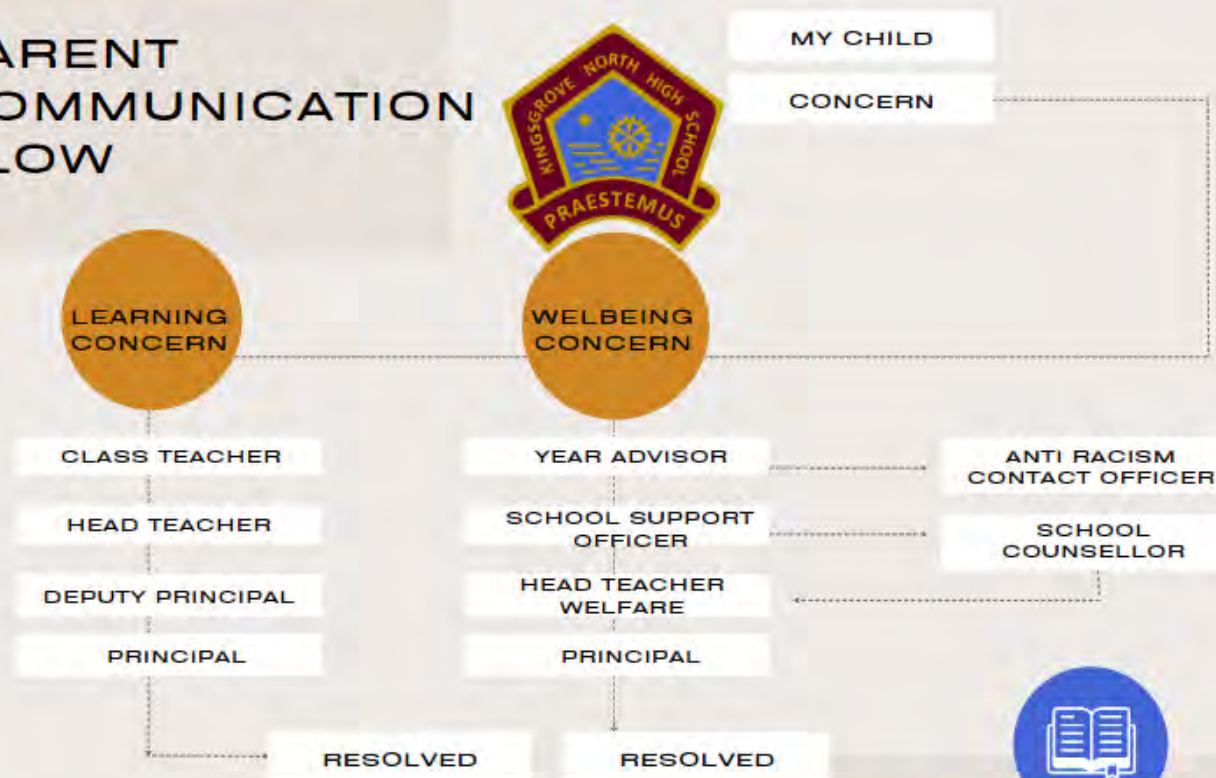 ARENT
OMMUNICATION
LOW
KINGSGROVE NORTH HIGH SCHOOL
PRAESTEMUS
MY CHILD
CONCERN
LEARNING
CONCERN
WELBEING
CONCERN
CLASS TEACHER
HEAD TEACHER
DEPUTY PRINCIPAL
PRINCIPAL
RESOLVED
YEAR ADVISOR
SCHOOL SUPPORT
OFFICER
HEAD TEACHER
WELFARE
PRINCIPAL
RESOLVED
ANTI RACISM
CONTACT OFFICER
SCHOOL
COUNSELLOR